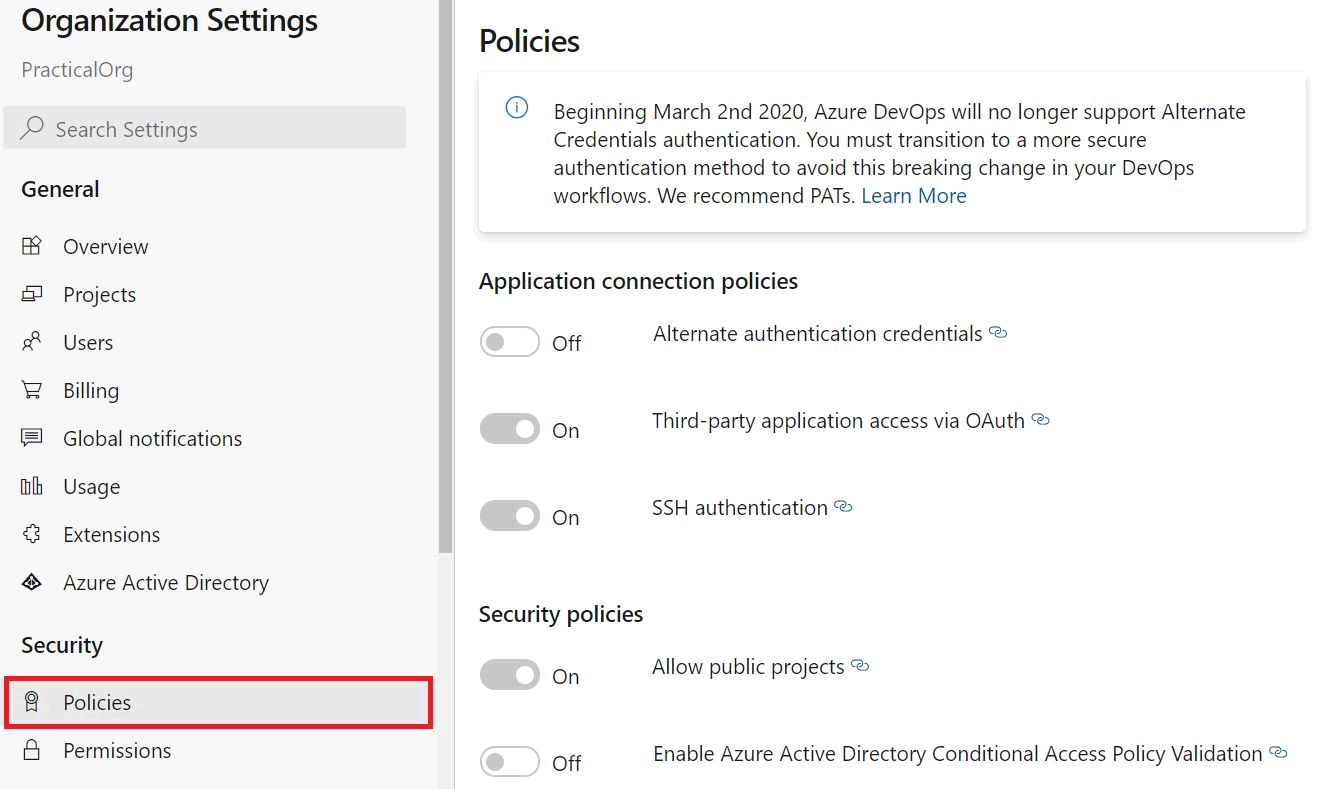 Organization Settings
PracticalOrg
Search Settings
General
Overview
Projects
Users
Billing
Global notifications
Usage
Extensions
Azure Active Directory
Security
Policies
Permissions
Policies
Beginning March 2nd 2020, Azure DevOps will no longer support Alternate
Credentials authentication. You must transition to a more secure
authentication method to avoid this breaking change in your DevOps
workflows. We recommend PATs. Learn More
Application connection policies
Off Alternate authentication credentials
On Third-party application access via OAuth
On SSH authentication
Security policies
On Allow public projects
Off Enable Azure Active Directory Conditional Access Policy Validation